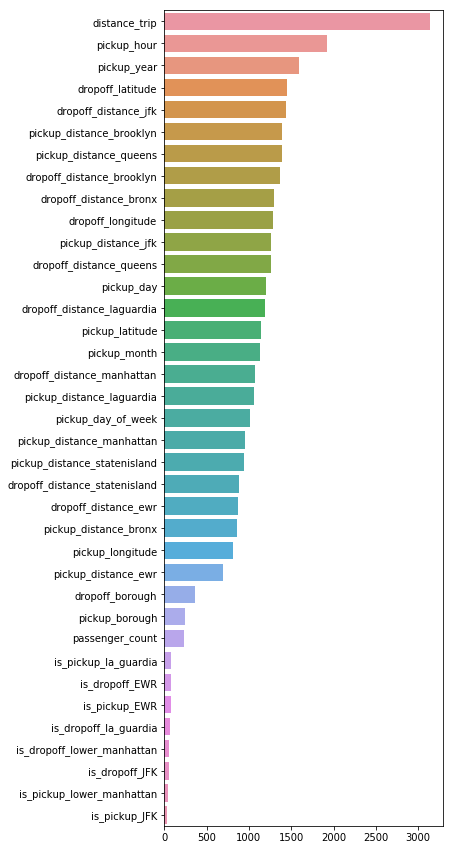 distance_trip
pickup_hour
pickup_year
dropoff_latitude
dropoff_distance_jfk
pickup_distance_brooklyn
pickup_distance_queens
dropoff_distance_brooklyn
dropoff_distance_bronx
dropoff_longitude
pickup_distance_jfk
dropoff_distance_queens
pickup_day
dropoff_distance_laguardia
pickup_latitude
pickup_month
dropoff_distance_manhattan
pickup_distance_laguardia
pickup_day_of_week
pickup_distance_manhattan
pickup_distance_statenisland
dropoff_distance_statenisland
dropoff_distance_ewr
pickup_distance_bronx
pickup_longitude
pickup_distance_ewr
dropoff_borough
pickup_borough
passenger_count
is_pickup_la_guardia
is_dropoff_EWR
is_pickup_EWR
is_dropoff_la_guardia
is_dropoff_lower_manhattan
is_dropoff_JFK
is_pickup_lower_manhattan
is_pickup_JFK
0 500 1000 1500 2000 2500 3000